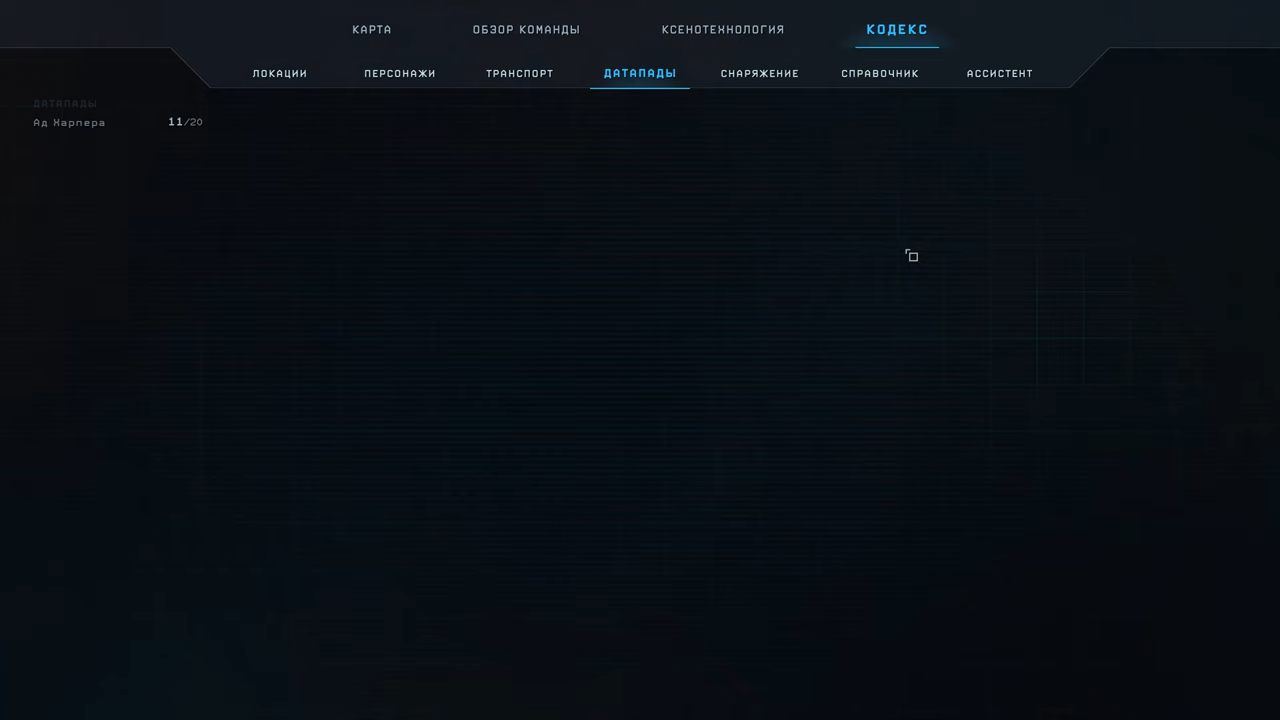 КАРТА ОБЗОР КОМАНДЫ КСЕНОТЕХНОЛОГИЯ КОДЕКС
ЛОКАЦИИ ПЕРСОНАЖИ ТРАНСПОРТ ДАТАПАДЫ СНАРЯЖЕНИЕ СПРАВОЧНИК АССИСТЕНТ
ДАТАПАДЫ
Ад Харпера 11/20